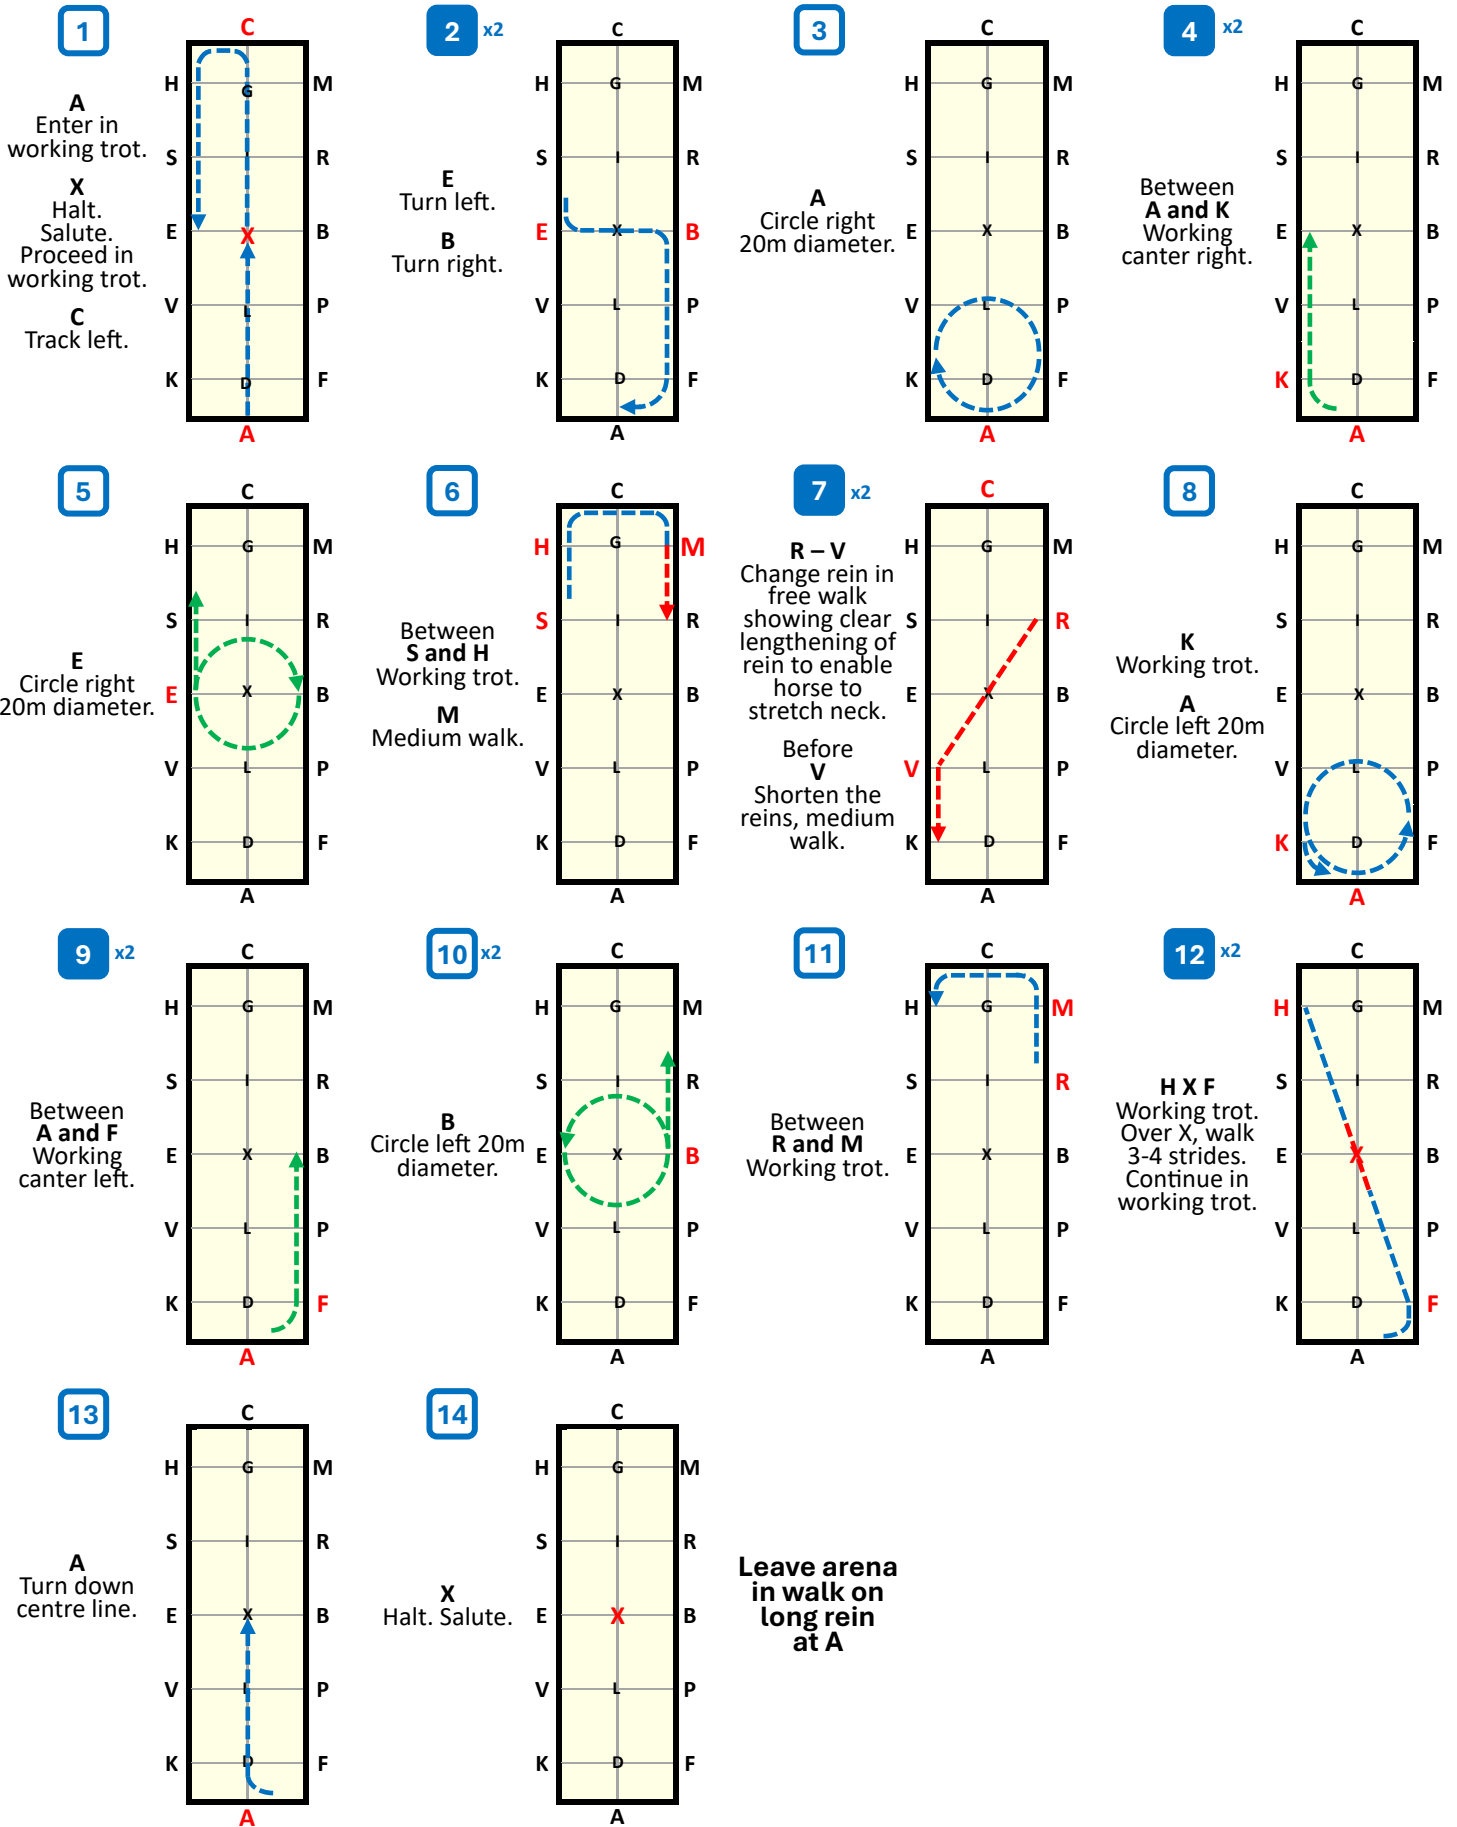 1
A
Enter in
working trot.
X
Halt.
Salute.
Proceed in
working trot.
C
Track left.
C
H G M
S I R
E X B
V L P
K D F
A
2 x2
E
Turn left.
B
Turn right.
C
H G M
S I R
E X B
V L P
K D F
A
3
A
Circle right
20m diameter.
C
H G M
S I R
E X B
V L P
K D F
A
4 x2
Between
A and K
Working
canter right.
C
H G M
S I R
E X B
V L P
K D F
A
5
E
Circle right
20m diameter.
C
H G M
S I R
E X B
V L P
K D F
A
6
Between
S and H
Working trot.
M
Medium walk.
C
H G M
S I R
E X B
V L P
K D F
A
7 x2
R – V
Change rein in
free walk
showing clear
lengthening of
rein to enable
horse to
stretch neck.
Before
V
Shorten the
reins, medium
walk.
C
H G M
S I R
E X B
V L P
K D F
A
8
K
Working trot.
A
Circle left 20m
diameter.
C
H G M
S I R
E X B
V L P
K D F
A
9 x2
Between
A and F
Working
canter left.
C
H G M
S I R
E X B
V L P
K D F
A
10 x2
B
Circle left 20m
diameter.
C
H G M
S I R
E X B
V L P
K D F
A
11
Between
R and M
Working trot.
C
H G M
S I R
E X B
V L P
K D F
A
12 x2
H X F
Working trot.
Over X, walk
3-4 strides.
Continue in
working trot.
C
H G M
S I R
E X B
V L P
K D F
A
13
A
Turn down
centre line.
C
H G M
S I R
E X B
V L P
K D F
A
14
X
Halt. Salute.
C
H G M
S I R
E X B
V L P
K D F
A
Leave arena
in walk on
long rein
at A